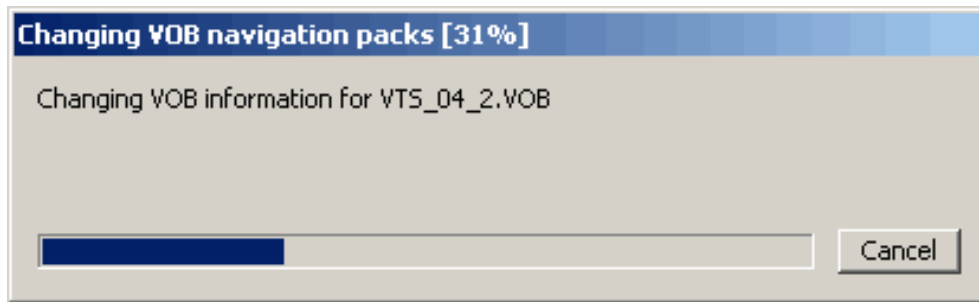 Changing VOB navigation packs [31%]
Changing VOB information for VTS_04_2.VOB
Cancel